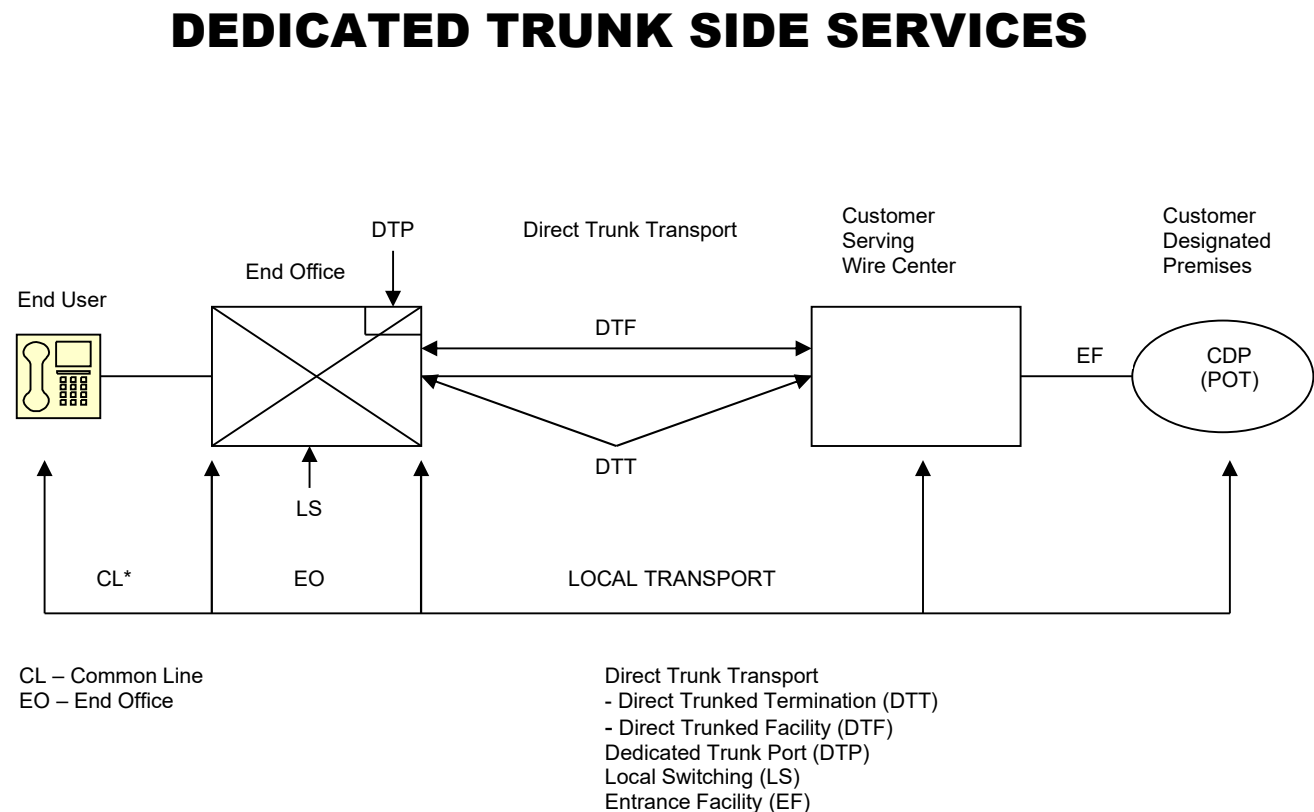 DEDICATED TRUNK SIDE SERVICES
DTP
Direct Trunk Transport
Customer
Serving
Wire Center
Customer
Designated
Premises
End Office
End User
DTF
EF
CDP
(POT)
DTT
LS
CL*
EO
LOCAL TRANSPORT
CL – Common Line
EO – End Office
Direct Trunk Transport
- Direct Trunked Termination (DTT)
- Direct Trunked Facility (DTF)
Dedicated Trunk Port (DTP)
Local Switching (LS)
Entrance Facility (EF)